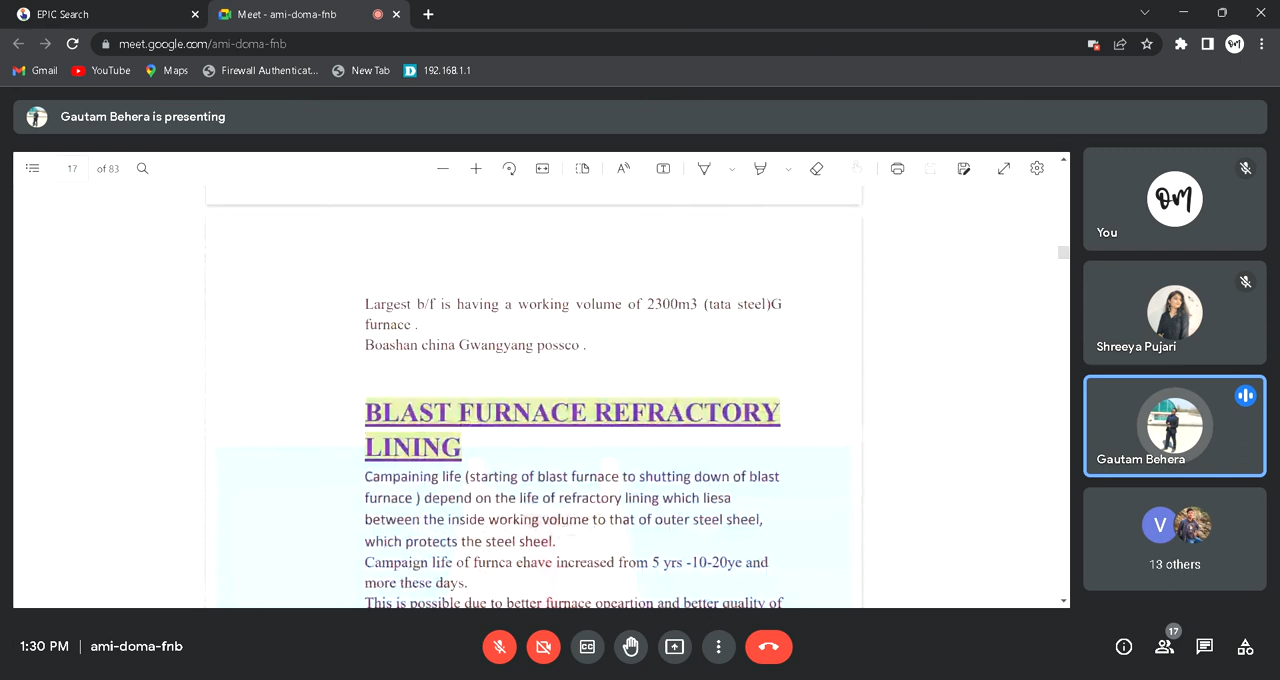 EPIC Search
Meet - ami-doma-fnb
meet.google.com/ami-doma-fnb
Gmail
YouTube
Maps
Firewall Authenticat...
New Tab
192.168.1.1
Gautam Behera is presenting
17 of 83
Largest b/f is having a working volume of 2300m3 (tata steel)G
furnace .
Boashan china Gwangyang possco .
BLAST FURNACE REFRACTORY
LINING
Campaining life (starting of blast furnace to shutting down of blast
furnace ) depend on the life of refractory lining which liesa
between the inside working volume to that of outer steel sheel,
which protects the steel sheel.
Campaign life of furnca ehave increased from 5 yrs -10-20ye and
more these days.
This is possible due to better furnace opeartion and better quality of
DM
You
Shreeya Pujari
Gautam Behera
V
13 others
1:30 PM | ami-doma-fnb
17